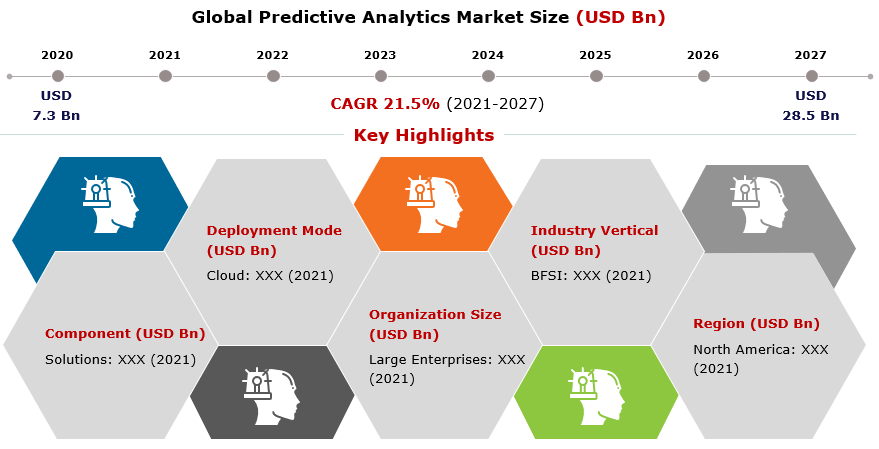 Global Predictive Analytics Market Size (USD Bn)
2020 2021 2022 2023 2024 2025 2026 2027
USD
7.3 Bn
USD
28.5 Bn
CAGR 21.5% (2021-2027)
Key Highlights
Component (USD Bn)
Solutions: XXX (2021)
Deployment Mode
(USD Bn)
Cloud: XXX (2021)
Organization Size
(USD Bn)
Large Enterprises: XXX
(2021)
Industry Vertical
(USD Bn)
BFSI: XXX (2021)
Region (USD Bn)
North America: XXX
(2021)